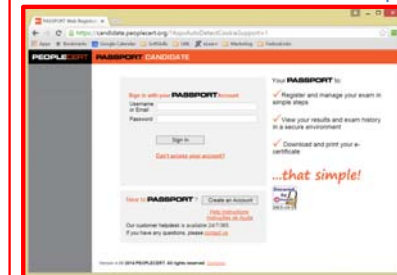 PASSPORT Web Registr
https://candidate.peoplecert.org/?AspxAutoDetectCookieSupport=1
Apps Bookmarks Google Calendar
PEOPLECERT PASSPORT CANDIDATE
Sign in with your PASSPORT Account
Username
or Email
Password
Sign in
Can't access your account?
New to PASSPORT ? Create an Account
Help Instructions
Our customer helpdesk is available 24/7/365.
If you have any questions, please contact us
Your PASSPORT to:
Register and manage your exam in
simple steps
View your results and exam history
in a secure environment
Download and print your e-
certificate
...that simple!
2014 PEOPLECERT. All rights reserved.